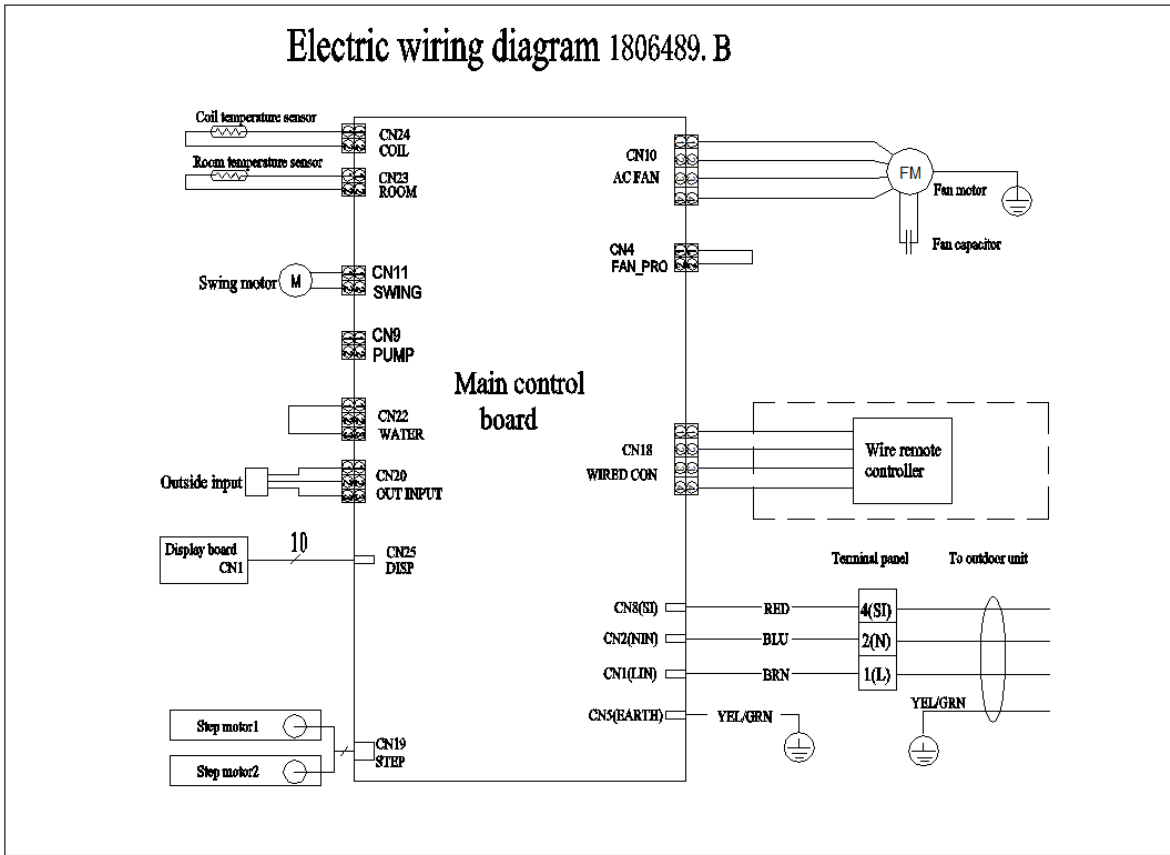 Electric wiring diagram 1806489. B
Coil temperature sensor
CN24
COIL
Room temperature sensor
CN23
ROOM
Swing motor
M
CN11
SWING
CN9
PUMP
CN22
WATER
Outside input
CN20
OUT INPUT
Display board
CN1
10
CN25
DISP
Step motor1
Step motor2
CN19
STEP
Main control
board
CN10
AC FAN
FM
Fan motor
Fan capacitor
CN4
FAN_PRO
CN18
WIRED CON
Wire remote
controller
Terminal panel
To outdoor unit
CN8(SI)
RED
4(SI)
CN2(NIN)
BLU
2(N)
CN1(LIN)
BRN
1(L)
CN5(EARTH)
YEL/GRN
YEL/GRN